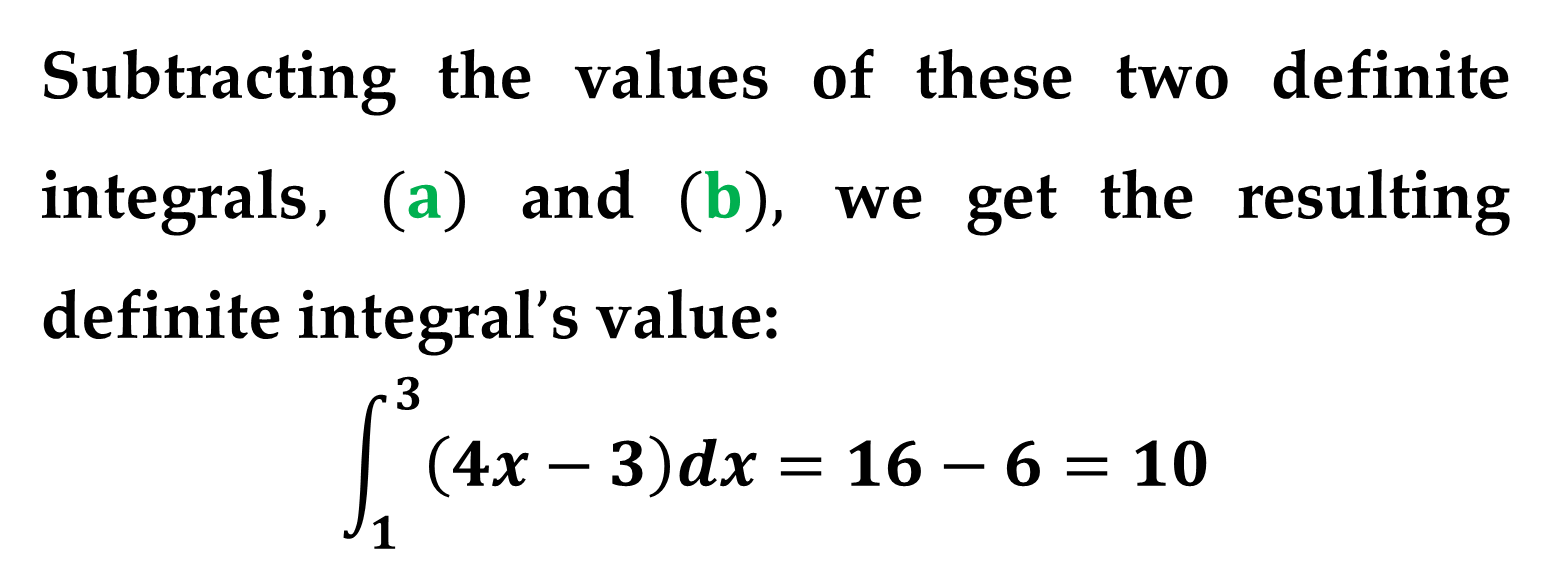 Subtracting the values of these two definite
integrals, (a) and (b), we get the resulting
definite integral’s value:
∫₁³ (4x − 3)dx = 16 − 6 = 10